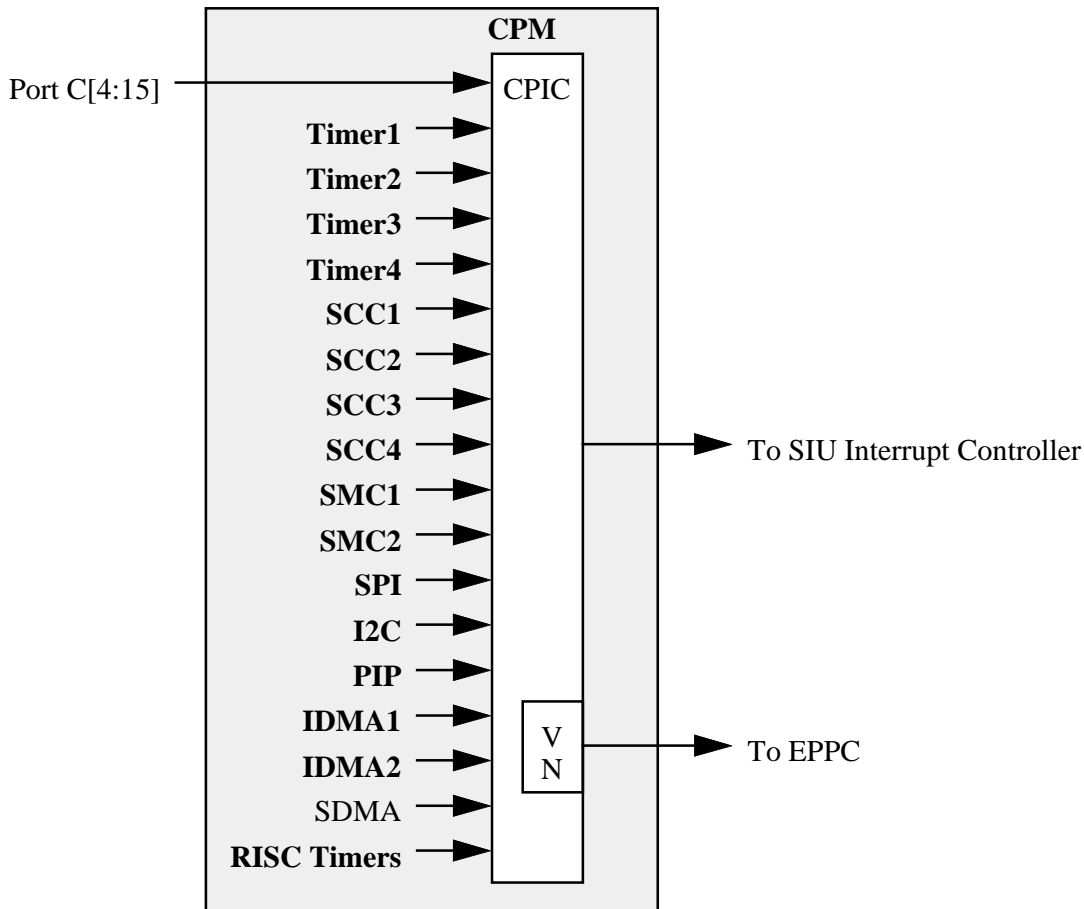 CPM
Port C[4:15]
CPIC
Timer1
Timer2
Timer3
Timer4
SCC1
SCC2
SCC3
SCC4
To SIU Interrupt Controller
SMC1
SMC2
SPI
I2C
PIP
IDMA1
V
N
To EPPC
IDMA2
SDMA
RISC Timers